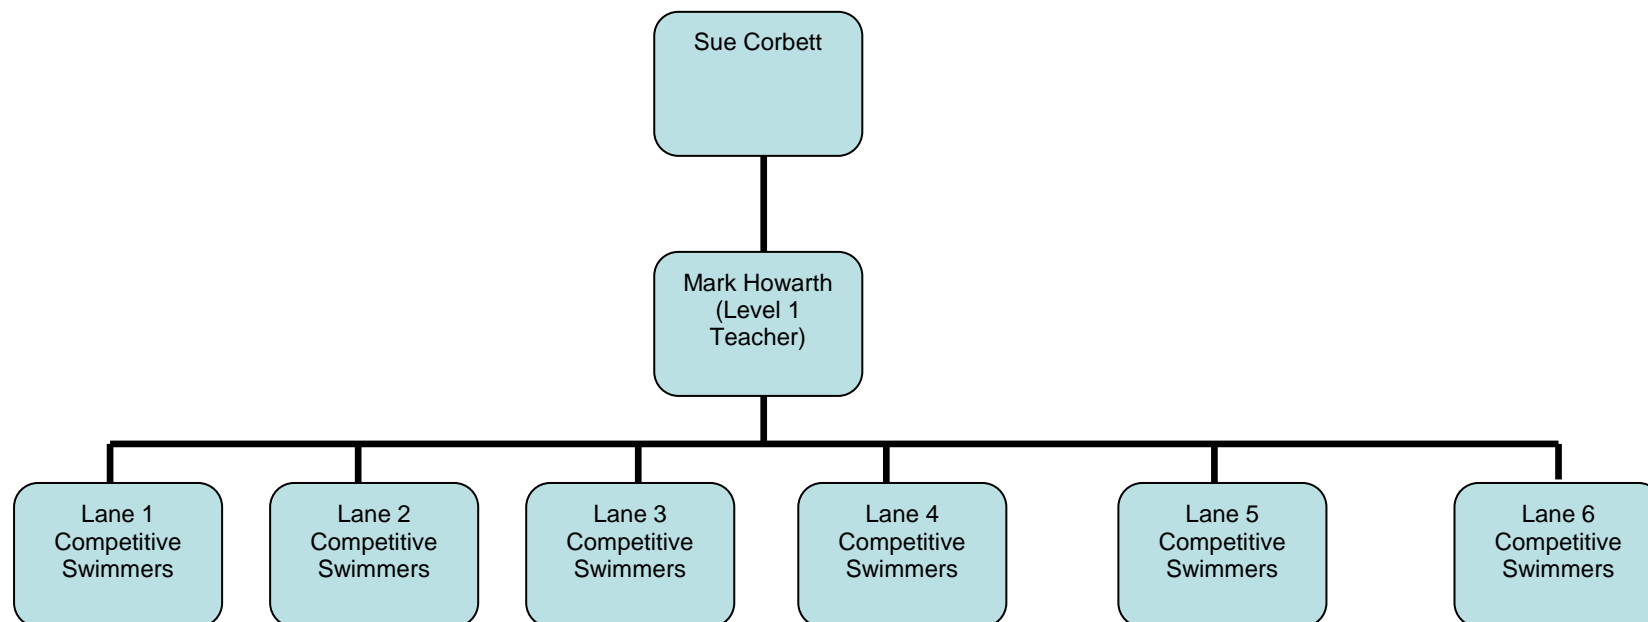 Sue Corbett
Mark Howarth
(Level 1
Teacher)
Lane 1
Competitive
Swimmers
Lane 2
Competitive
Swimmers
Lane 3
Competitive
Swimmers
Lane 4
Competitive
Swimmers
Lane 5
Competitive
Swimmers
Lane 6
Competitive
Swimmers